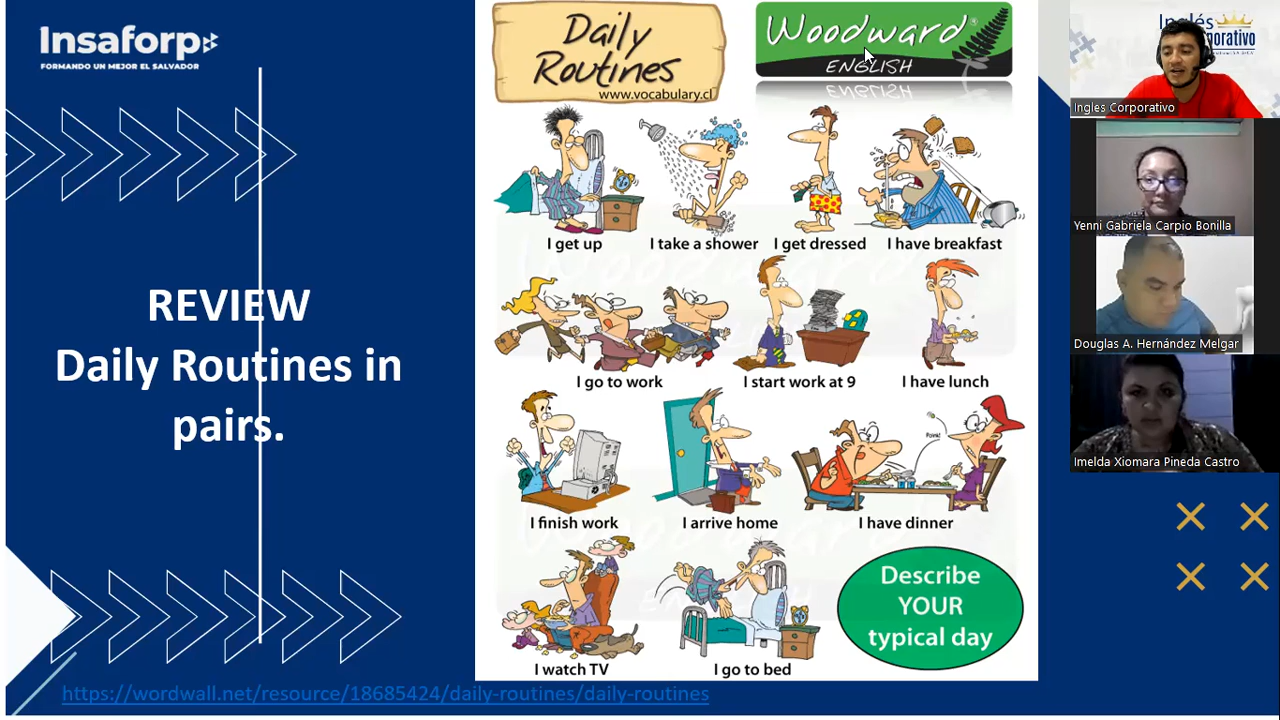 Insaforp
FORMANDO UN MEJOR EL SALVADOR
REVIEW
Daily Routines in
pairs.
https://wordwall.net/resource/18685424/daily-routines/daily-routines
Daily
Routines
www.vocabulary.cl
Woodward®
ENGLISH
I get up
I take a shower
I get dressed
I have breakfast
I go to work
I start work at 9
I have lunch
I finish work
I arrive home
I have dinner
I watch TV
I go to bed
Describe
YOUR
typical day
Ingles Corporativo
Yenni Gabriela Carpio Bonilla
Douglas A. Hernández Melgar
Imelda Xiomara Pineda Castro